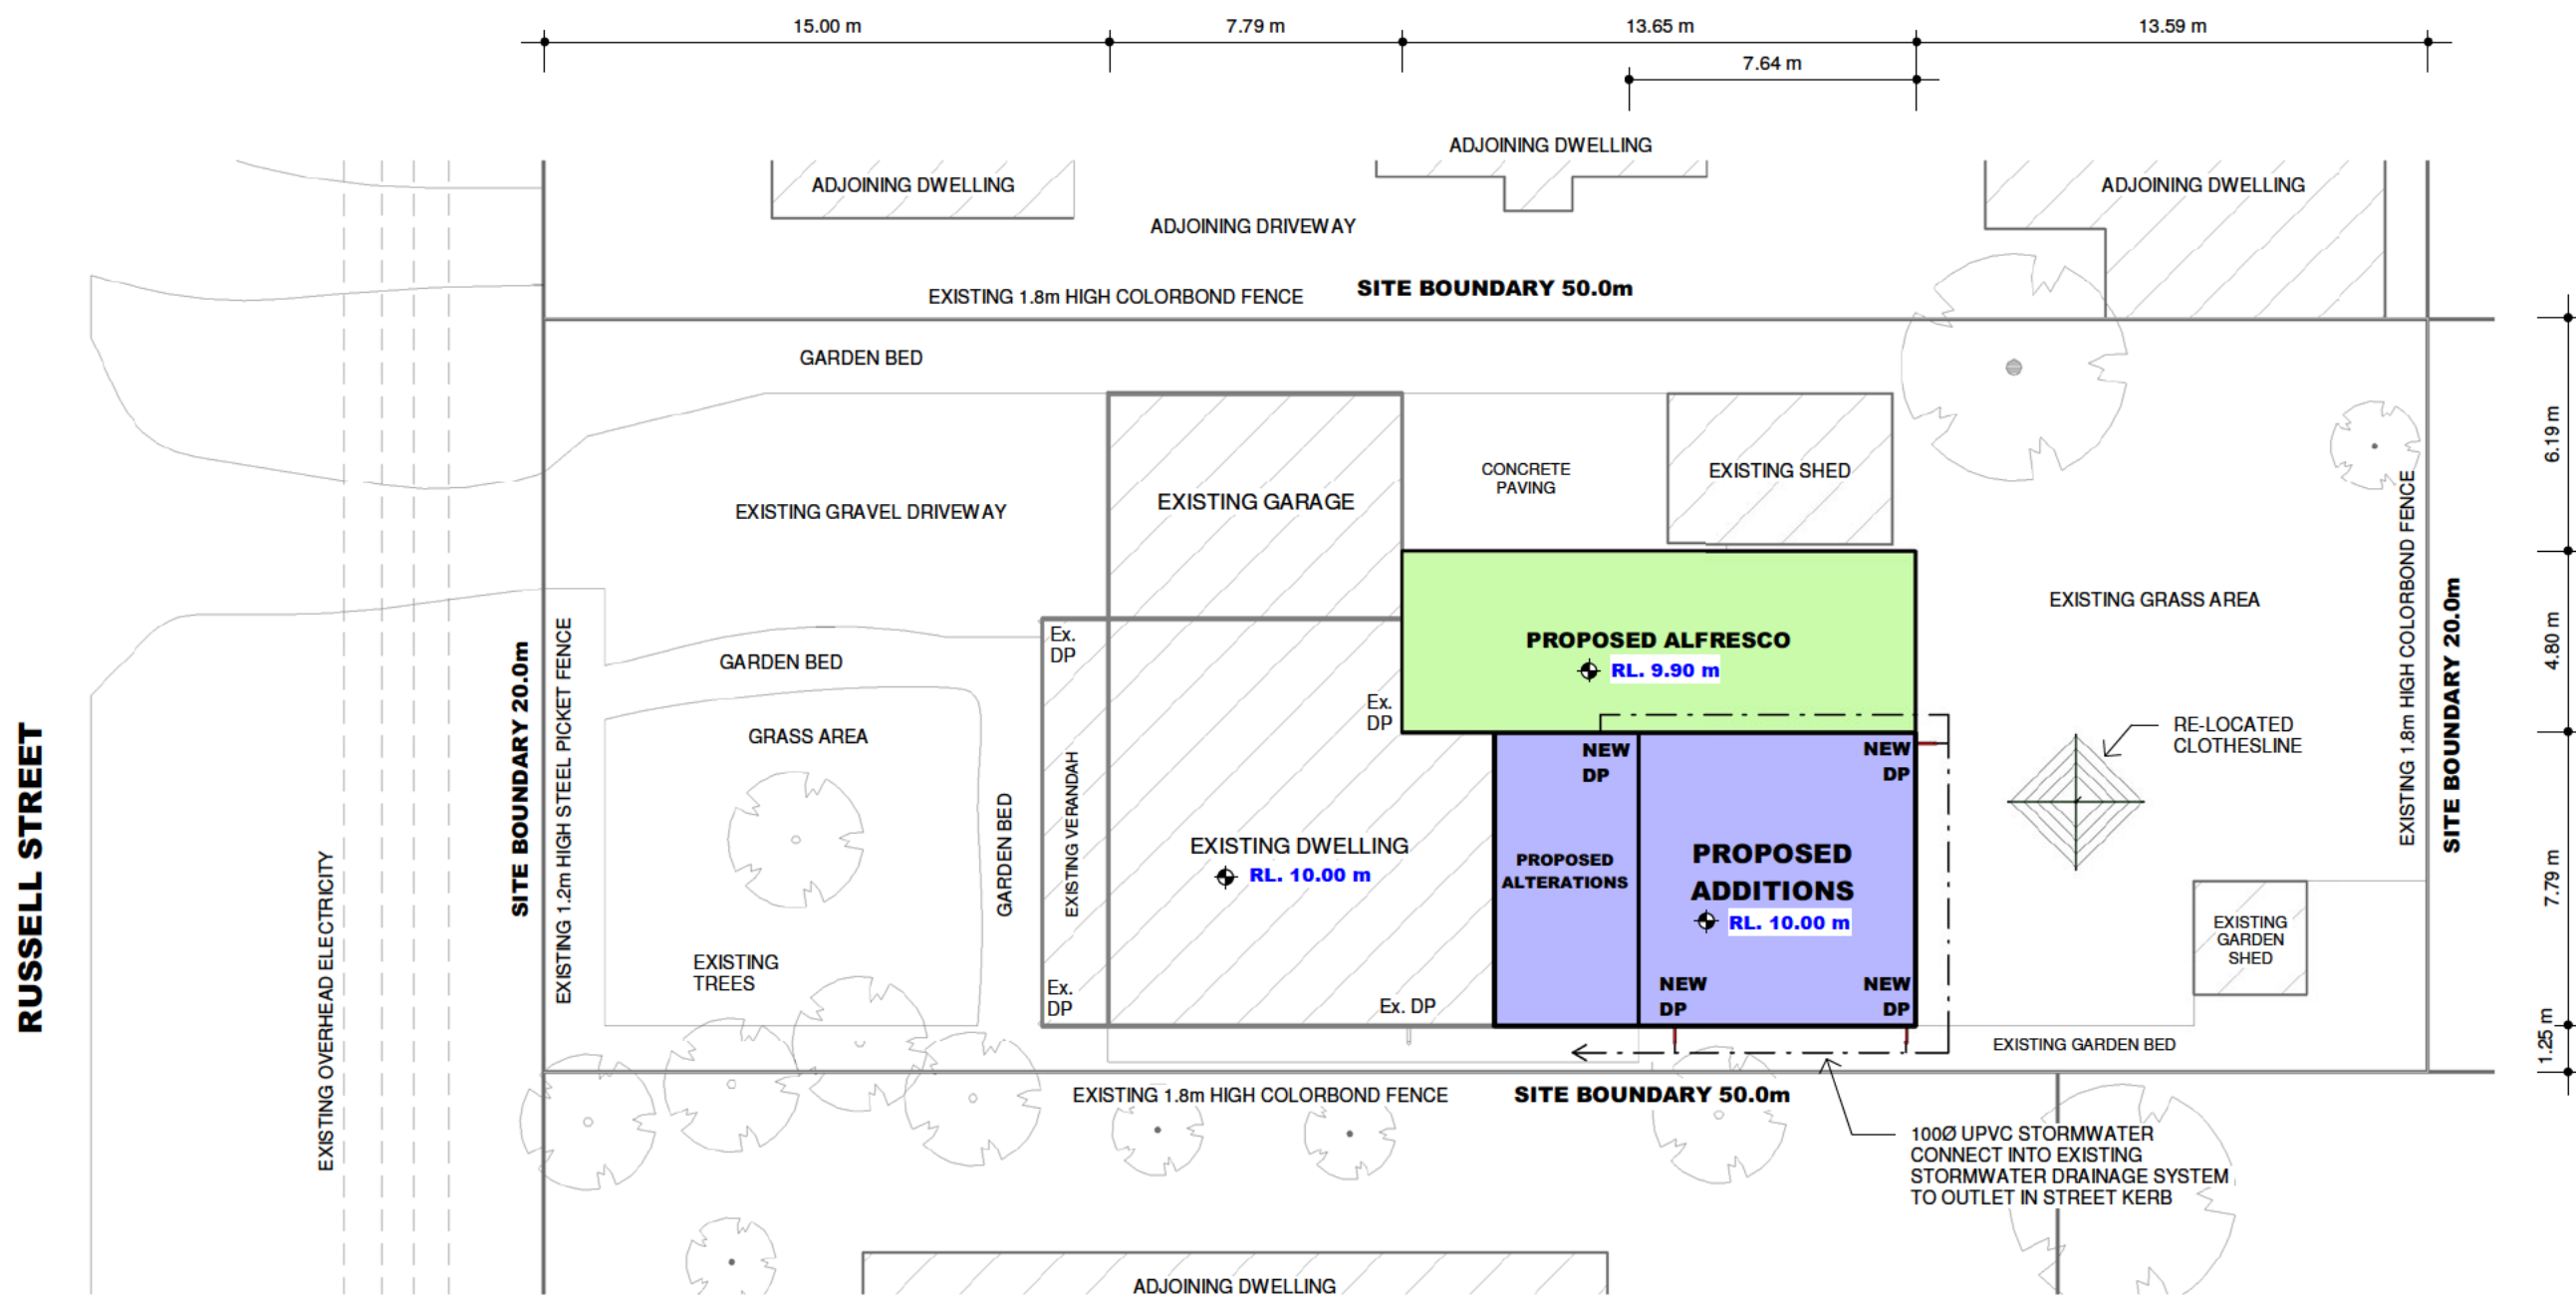 15.00 m
7.79 m
13.65 m
13.59 m
7.64 m
ADJOINING DWELLING
ADJOINING DWELLING
ADJOINING DWELLING
ADJOINING DRIVEWAY
EXISTING 1.8m HIGH COLORBOND FENCE
SITE BOUNDARY 50.0m
GARDEN BED
EXISTING GRAVEL DRIVEWAY
EXISTING GARAGE
CONCRETE
PAVING
EXISTING SHED
EXISTING 1.8m HIGH COLORBOND FENCE
SITE BOUNDARY 20.0m
6.19 m
4.80 m
7.79 m
1.25 m
EXISTING GRASS AREA
PROPOSED ALFRESCO
RL. 9.90 m
Ex.
DP
Ex.
DP
GARDEN BED
GRASS AREA
RUSSELL STREET
EXISTING OVERHEAD ELECTRICITY
SITE BOUNDARY 20.0m
EXISTING 1.2m HIGH STEEL PICKET FENCE
GARDEN BED
EXISTING VERANDAH
EXISTING
TREES
Ex.
DP
EXISTING DWELLING
RL. 10.00 m
Ex. DP
NEW
DP
NEW
DP
PROPOSED
ALTERATIONS
PROPOSED
ADDITIONS
RL. 10.00 m
NEW
DP
NEW
DP
RE-LOCATED
CLOTHESLINE
EXISTING
GARDEN
SHED
EXISTING GARDEN BED
EXISTING 1.8m HIGH COLORBOND FENCE
SITE BOUNDARY 50.0m
100Ø UPVC STORMWATER
CONNECT INTO EXISTING
STORMWATER DRAINAGE SYSTEM
TO OUTLET IN STREET KERB
ADJOINING DWELLING